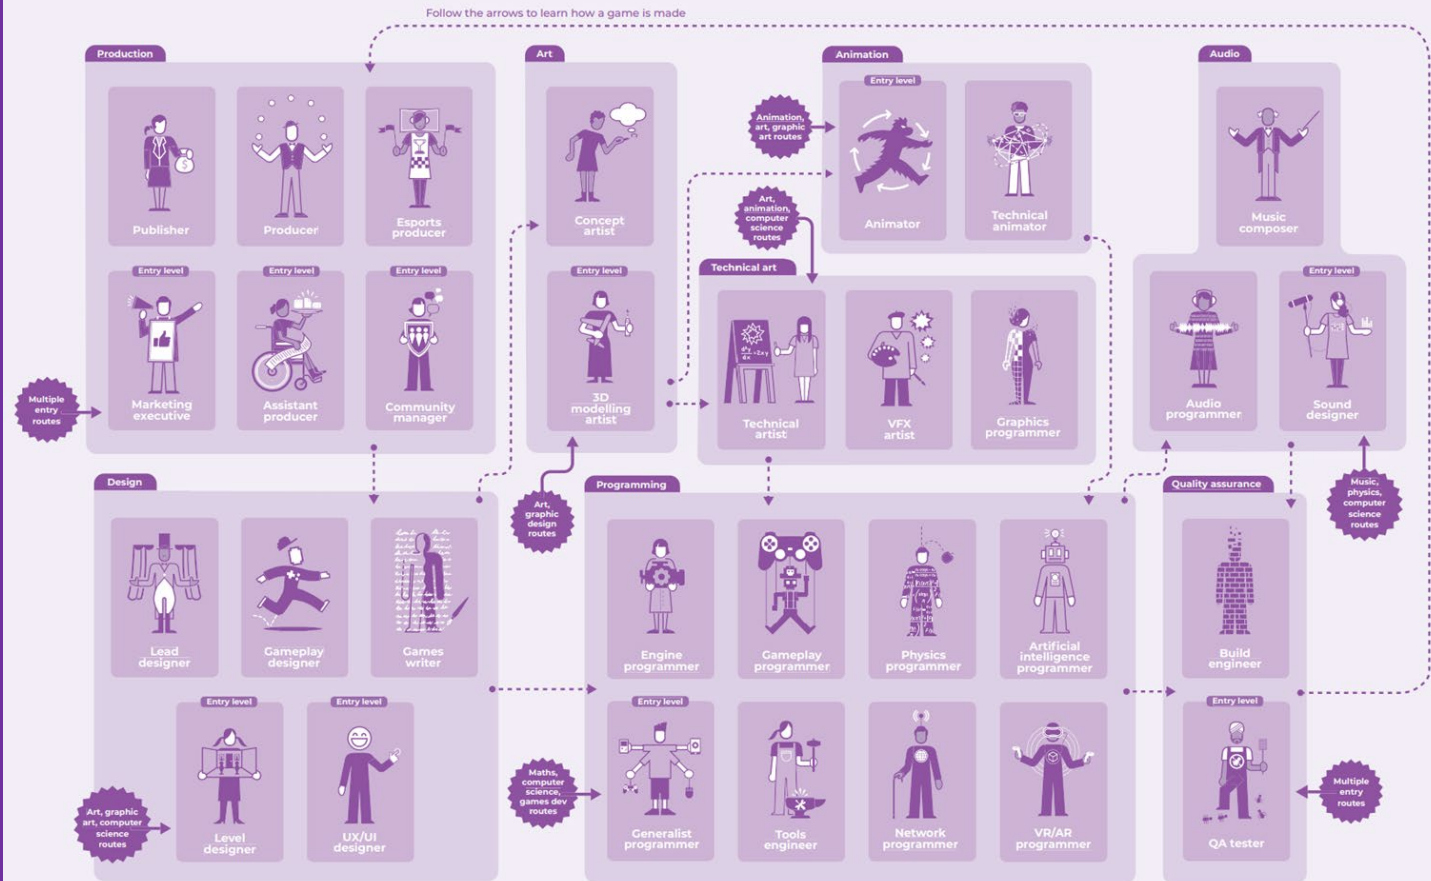 Follow the arrows to learn how a game is made
Production
Publisher
Producer
Esports
producer
Entry level
Marketing
executive
Entry level
Assistant
producer
Entry level
Community
manager
Multiple
entry
routes
Art
Concept
artist
Entry level
3D
modelling
artist
Art,
graphic
design
routes
Animation
Entry level
Animator
Technical
animator
Animation,
art, graphic
art routes
Technical art
Technical
artist
VFX
artist
Graphics
programmer
Art,
animation,
computer
science
routes
Audio
Music
composer
Audio
programmer
Entry level
Sound
designer
Music,
physics,
computer
science
routes
Design
Lead
designer
Gameplay
designer
Games
writer
Entry level
Level
designer
Entry level
UX/UI
designer
Art, graphic
art, computer
science
routes
Programming
Engine
programmer
Gameplay
programmer
Physics
programmer
Artificial
intelligence
programmer
Entry level
Generalist
programmer
Tools
engineer
Network
programmer
VR/AR
programmer
Maths,
computer
science,
games dev
routes
Quality assurance
Build
engineer
Entry level
QA tester
Multiple
entry
routes